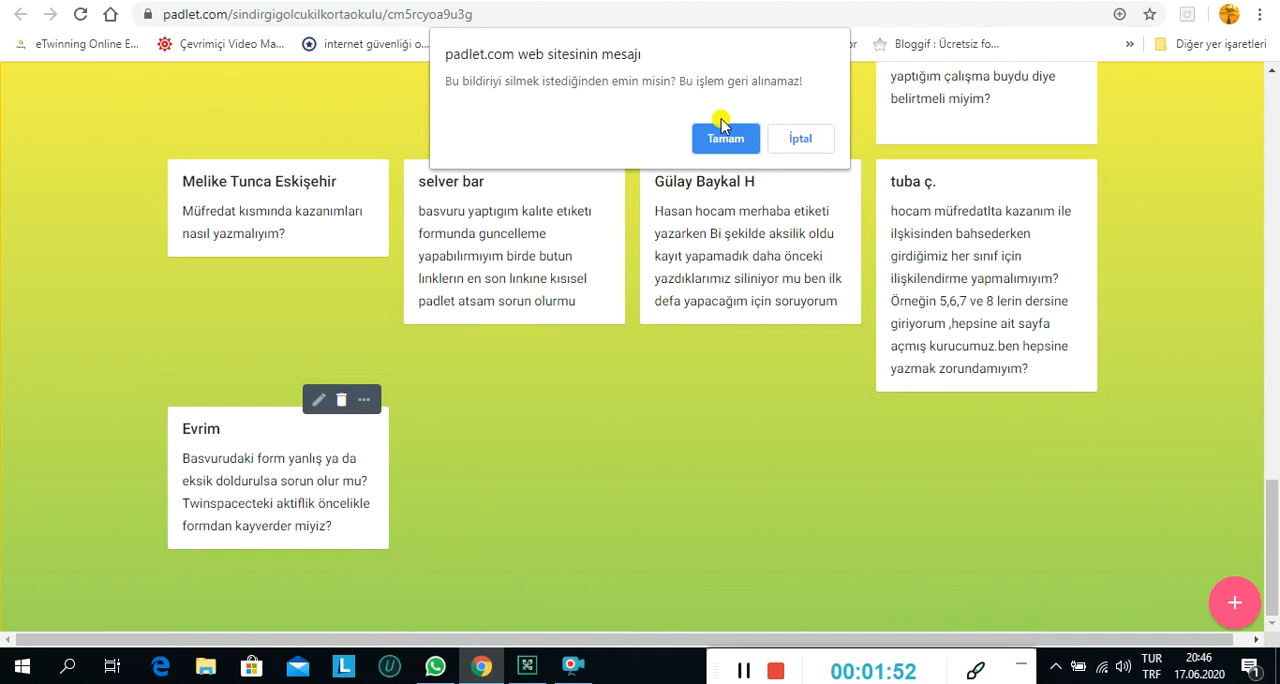 padlet.com/sindirgigolcukilkortaokulu/cm5rcyoa9u3g
eTwinning Online E...
Çevrimiçi Video Ma...
internet güvenliği o...
or
Bloggif : Ücretsiz fo...
»
Diğer yer işaretleri
padlet.com web sitesinin mesajı
Bu bildiriyi silmek istediğinden emin misin? Bu işlem geri alınamaz!
Tamam
İptal
yaptığım çalışma buydu diye
belirtmeli miyim?
Melike Tunca Eskişehir
Müfredat kısmında kazanımları
nasıl yazmalıyım?
selver bar
basvuru yaptıgım kalıte etıketı
formunda guncelleme
yapabılırmıyım birde butun
lınklerın en son lınkıne kısısel
padlet atsam sorun olurmu
Gülay Baykal H
Hasan hocam merhaba etiketi
yazarken Bi şekilde aksilik oldu
kayıt yapamadık daha önceki
yazdıklarımız siliniyor mu ben ilk
defa yapacağım için soruyorum
tuba ç.
hocam müfredatlta kazanım ile
ilşkisinden bahsederken
girdiğimiz her sınıf için
ilişkilendirme yapmalımıyım?
Örneğin 5,6,7 ve 8 lerin dersine
giriyorum ,hepsine ait sayfa
açmış kurucumuz.ben hepsine
yazmak zorundamıyım?
Evrim
Basvurudaki form yanlış ya da
eksik doldurulsa sorun olur mu?
Twinspacecteki aktiflik öncelikle
formdan kayverder miyiz?
00:01:52
TUR
TRF
20:46
17.06.2020
1